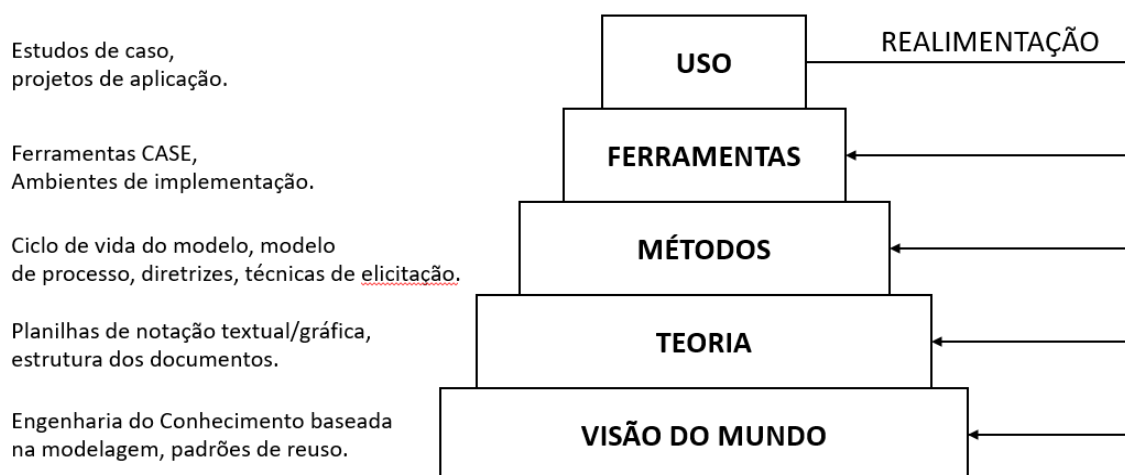 Estudos de caso,
projetos de aplicação.
USO
REALIMENTAÇÃO
Ferramentas CASE,
Ambientes de implementação.
FERRAMENTAS
Ciclo de vida do modelo, modelo
de processo, diretrizes, técnicas de elicitação.
MÉTODOS
Planilhas de notação textual/gráfica,
estrutura dos documentos.
TEORIA
Engenharia do Conhecimento baseada
na modelagem, padrões de reuso.
VISÃO DO MUNDO